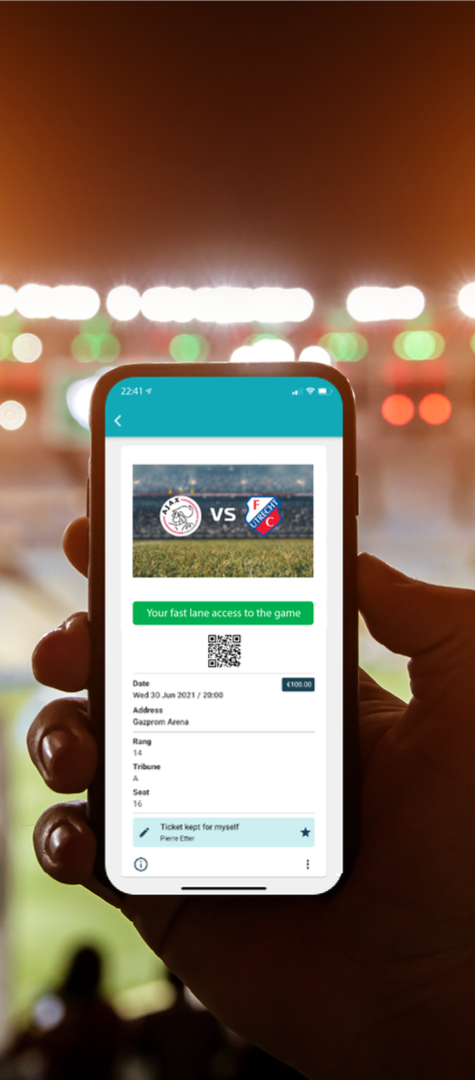 22:41
AJAX
VS
F
UTRECHT
C
Your fast lane access to the game
Date
€100.00
Wed 30 Jun 2021 / 20:00
Address
Gazprom Arena
Rang
14
Tribune
A
Seat
16
Ticket kept for myself
Pierre Etter